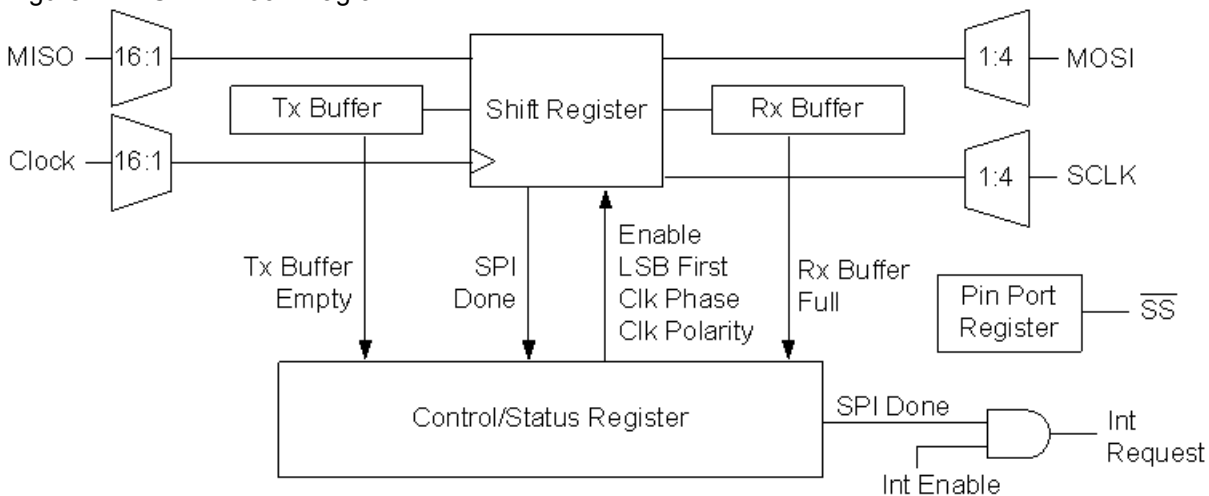 MISO
16:1
Shift Register
1:4
MOSI
Tx Buffer
Rx Buffer
Clock
16:1
1:4
SCLK
Tx Buffer
Empty
SPI
Done
Enable
LSB First
Clk Phase
Clk Polarity
Rx Buffer
Full
Pin Port
Register
SS
Control/Status Register
SPI Done
Int Enable
Int
Request